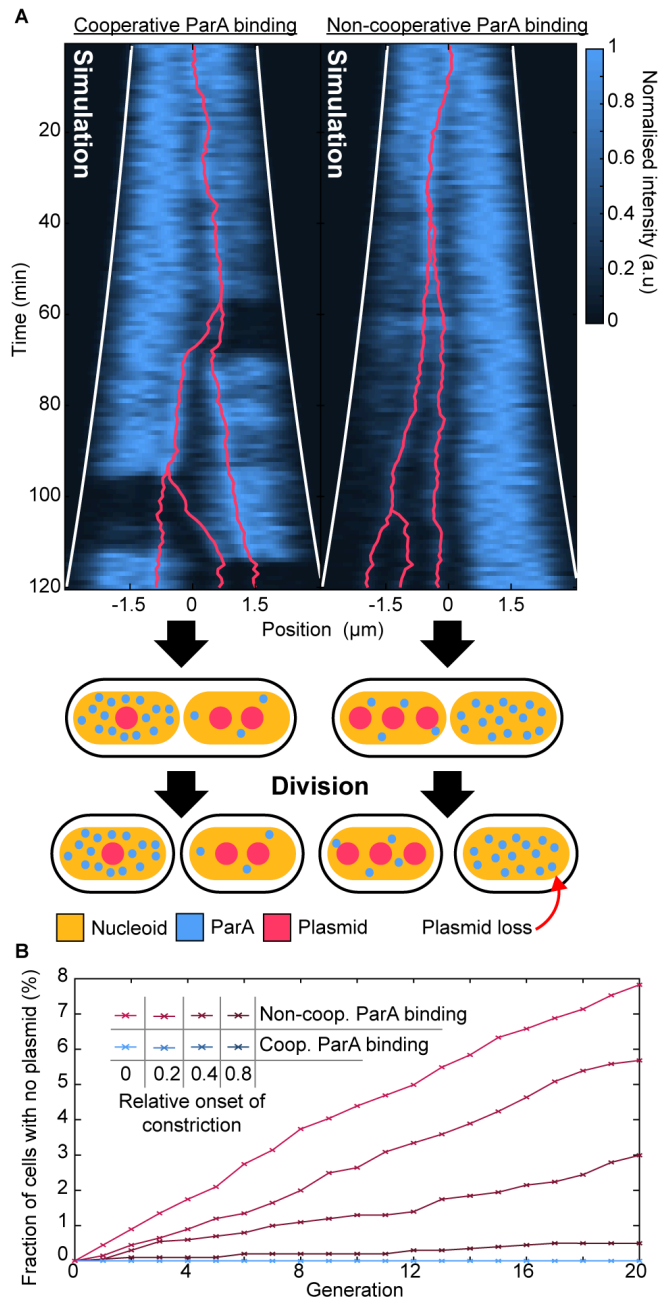 A
Cooperative ParA binding
Non-cooperative ParA binding
Simulation
Simulation
1
0.8
0.6
0.4
0.2
0
Normalised intensity (a.u)
Time (min)
20
40
60
80
100
120
-1.5 0 1.5 -1.5 0 1.5
Position (µm)
Division
Nucleoid ParA Plasmid
Plasmid loss
B
Fraction of cells with no plasmid (%)
8
7
6
5
4
3
2
1
0
Non-coop. ParA binding
Coop. ParA binding
0 0.2 0.4 0.8
Relative onset of
constriction
0 4 8 12 16 20
Generation